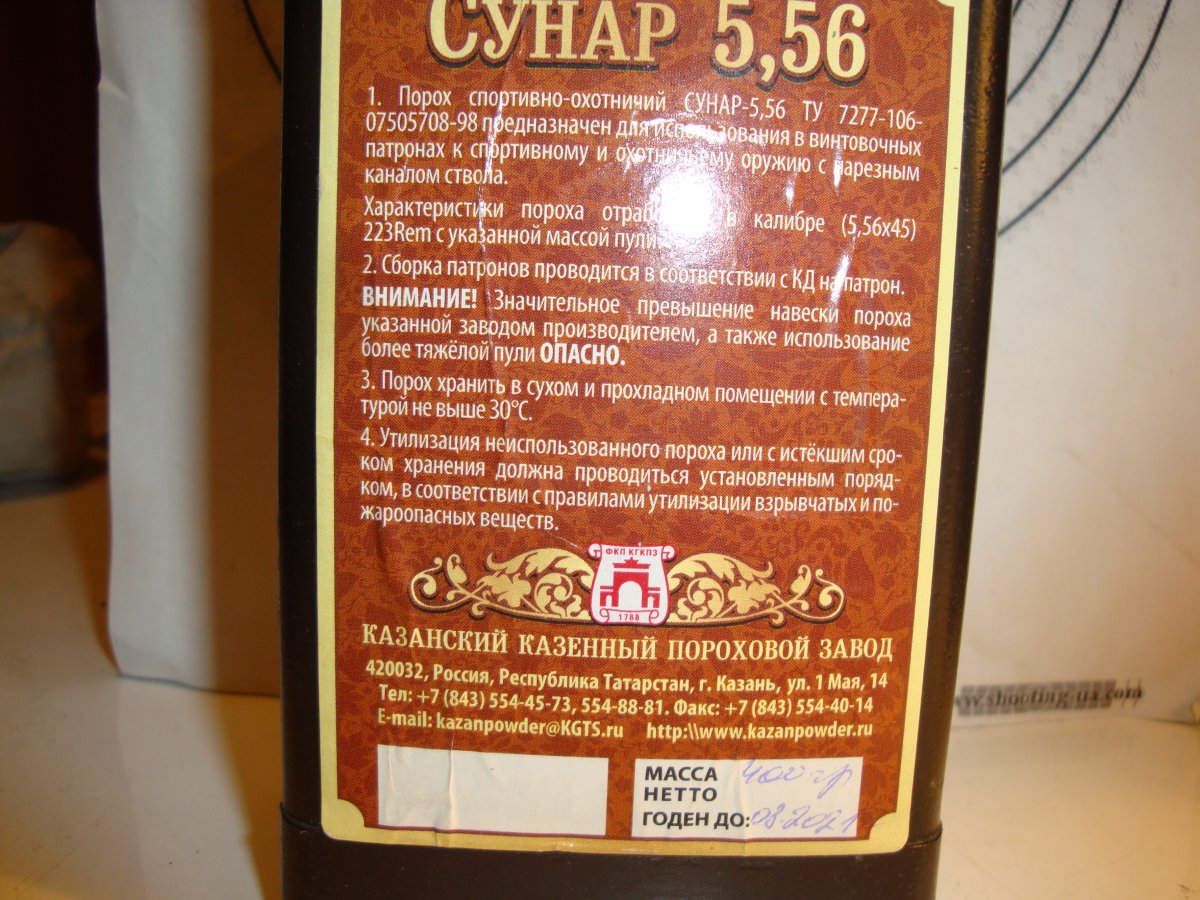 СУНАР 5,56
1. Порох спортивно-охотничий СУНАР-5,56 ТУ 7277-106-
07505708-98 предназначен для использования в винтовочных
патронах к спортивному и охотничьему оружию с нарезным
каналом ствола.
Характеристики пороха в калибре (5,56х45)
223Rem с указанной массой пули.
2. Сборка патронов проводится в соответствии с КД на патрон.
ВНИМАНИЕ! Значительное превышение навески пороха
указанной заводом производителем, а также использование
более тяжёлой пули ОПАСНО.
3. Порох хранить в сухом и прохладном помещении с темпера-
турой не выше 30°С.
4. Утилизация неиспользованного пороха или с истёкшим сро-
ком хранения должна проводиться установленным поряд-
ком, в соответствии с правилами утилизации взрывчатых и по-
жароопасных веществ.
ФКП КГКПЗ
1788
КАЗАНСКИЙ КАЗЕННЫЙ ПОРОХОВОЙ ЗАВОД
420032, Россия, Республика Татарстан, г. Казань, ул. 1 Мая, 14
Тел: +7 (843) 554-45-73, 554-88-81. Факс: +7 (843) 554-40-14
E-mail: kazanpowder@KGTS.ru http:\\www.kazanpowder.ru
МАССА 400 гр
НЕТТО
ГОДЕН ДО: 08.2021
www.shooting-ua.com